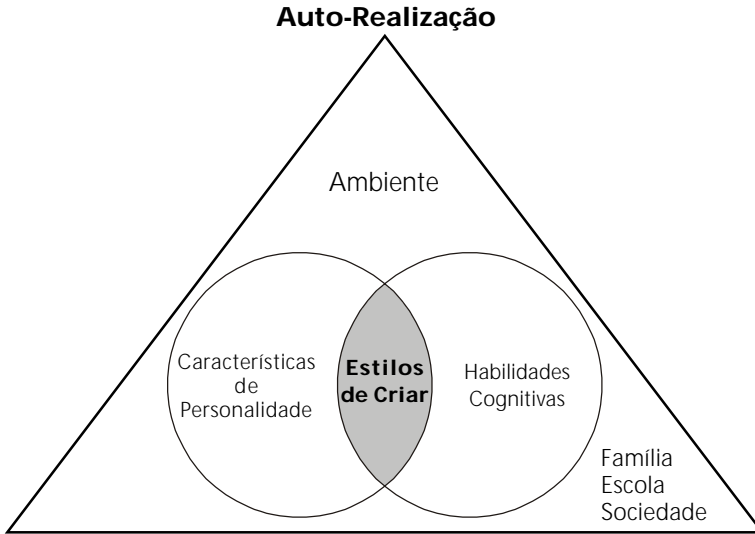 Auto-Realização
Ambiente
Características
de
Personalidade
Estilos
de Criar
Habilidades
Cognitivas
Família
Escola
Sociedade